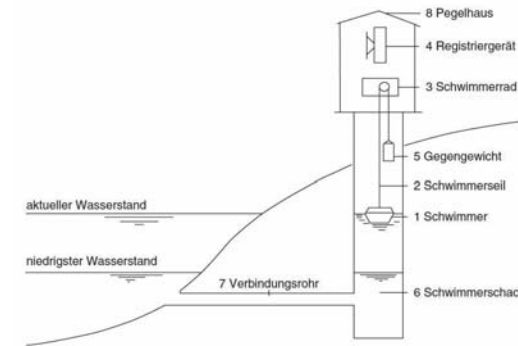 8 Pegelhaus
4 Registriergerät
3 Schwimmerrad
5 Gegengewicht
2 Schwimmerseil
aktueller Wasserstand
1 Schwimmer
niedrigster Wasserstand
7 Verbindungsrohr
6 Schwimmerschac